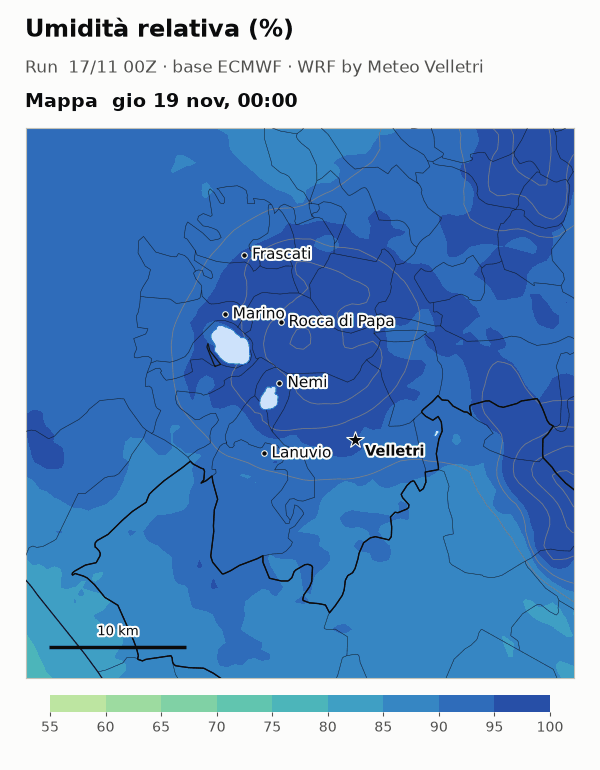 Umidità relativa (%)
Run  17/11 00Z · base ECMWF · WRF by Meteo Velletri
Mappa  gio 19 nov, 00:00
Frascati
Marino
Rocca di Papa
Nemi
Velletri
Lanuvio
10 km
55 60 65 70 75 80 85 90 95 100